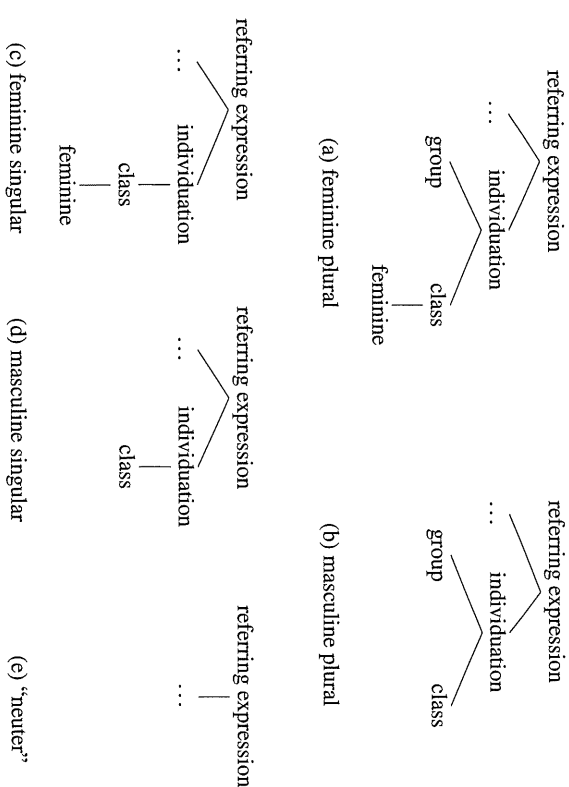 referring expression
... individuation
group class
feminine
(a) feminine plural
referring expression
... individuation
group class
(b) masculine plural
referring expression
... individuation
class
feminine
(c) feminine singular
referring expression
... individuation
class
(d) masculine singular
referring expression
...
(e) “neuter”